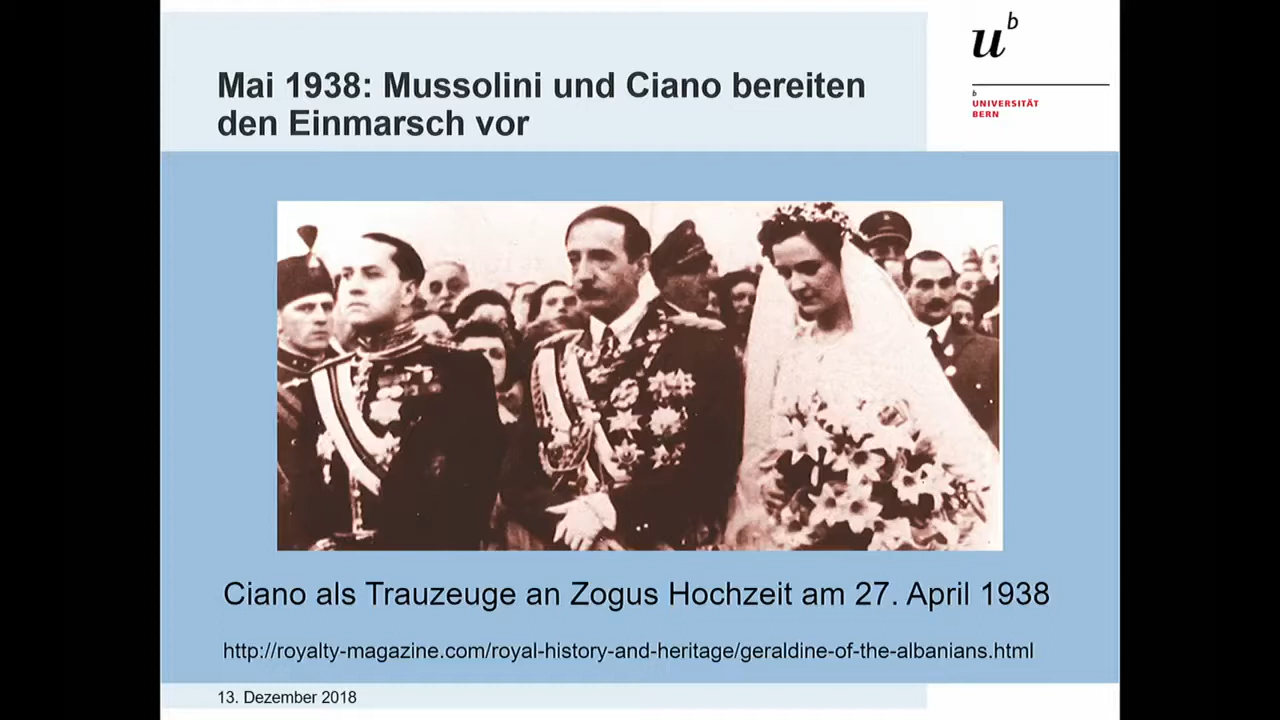 Mai 1938: Mussolini und Ciano bereiten
den Einmarsch vor
u
b
b
UNIVERSITÄT
BERN
Ciano als Trauzeuge an Zogus Hochzeit am 27. April 1938
http://royalty-magazine.com/royal-history-and-heritage/geraldine-of-the-albanians.html
13. Dezember 2018